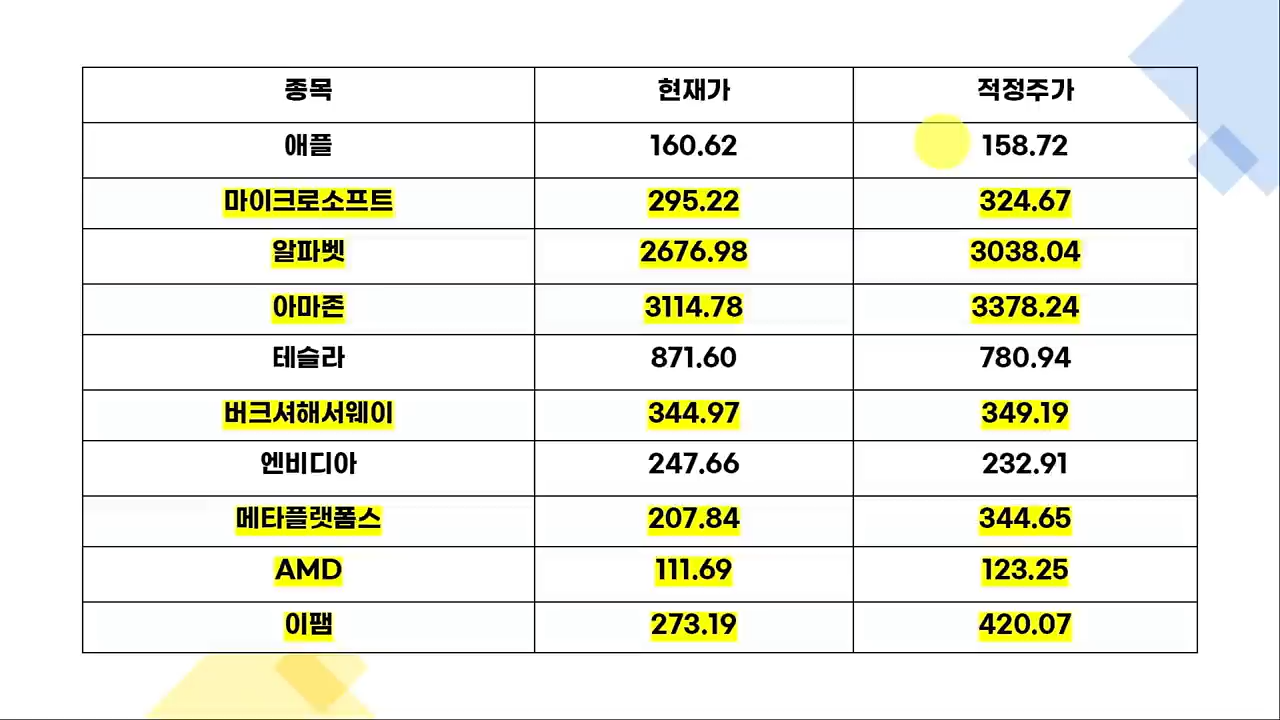 종목 현재가 적정주가
애플 160.62 158.72
마이크로소프트 295.22 324.67
알파벳 2676.98 3038.04
아마존 3114.78 3378.24
테슬라 871.60 780.94
버크셔해서웨이 344.97 349.19
엔비디아 247.66 232.91
메타플랫폼스 207.84 344.65
AMD 111.69 123.25
이팸 273.19 420.07